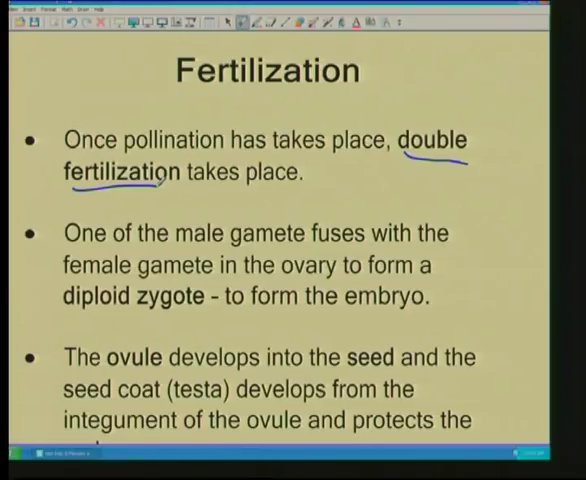 Fertilization
● Once pollination has takes place, double
fertilization takes place.
● One of the male gamete fuses with the
female gamete in the ovary to form a
diploid zygote - to form the embryo.
● The ovule develops into the seed and the
seed coat (testa) develops from the
integument of the ovule and protects the